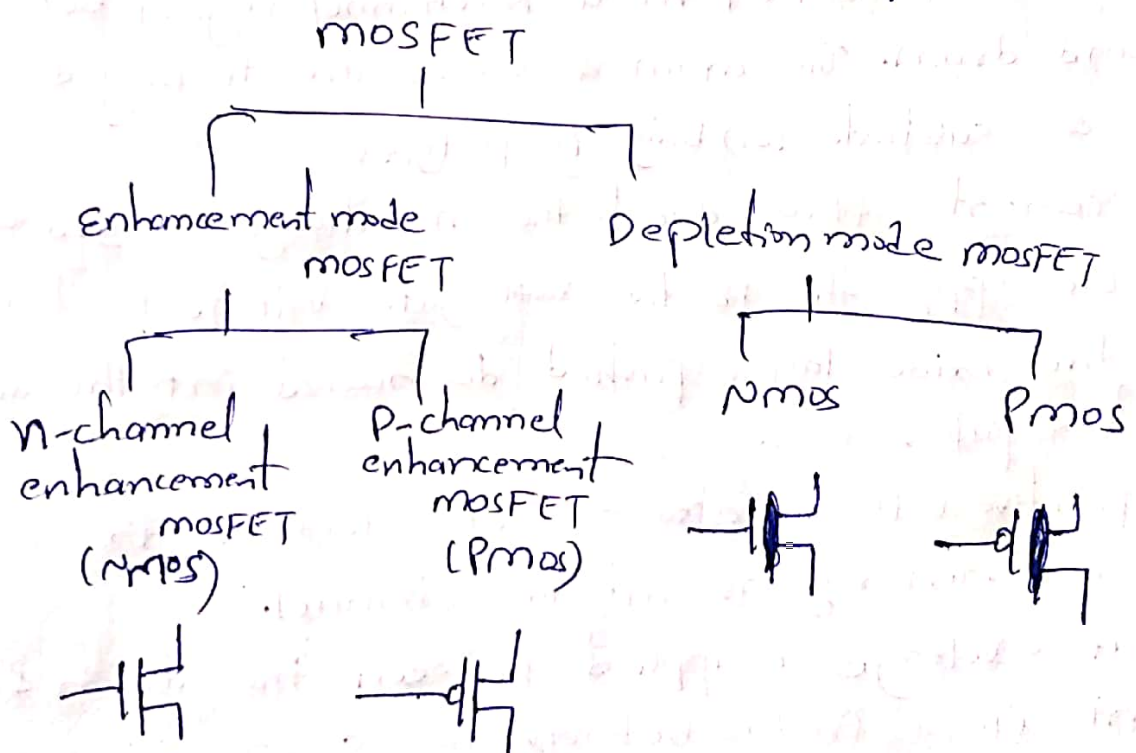 MOSFET
Enhancement mode
MOSFET
Depletion mode MOSFET
n-channel
enhancement
MOSFET
(NMOS)
P-channel
enhancement
MOSFET
(PMOS)
NMOS
PMOS